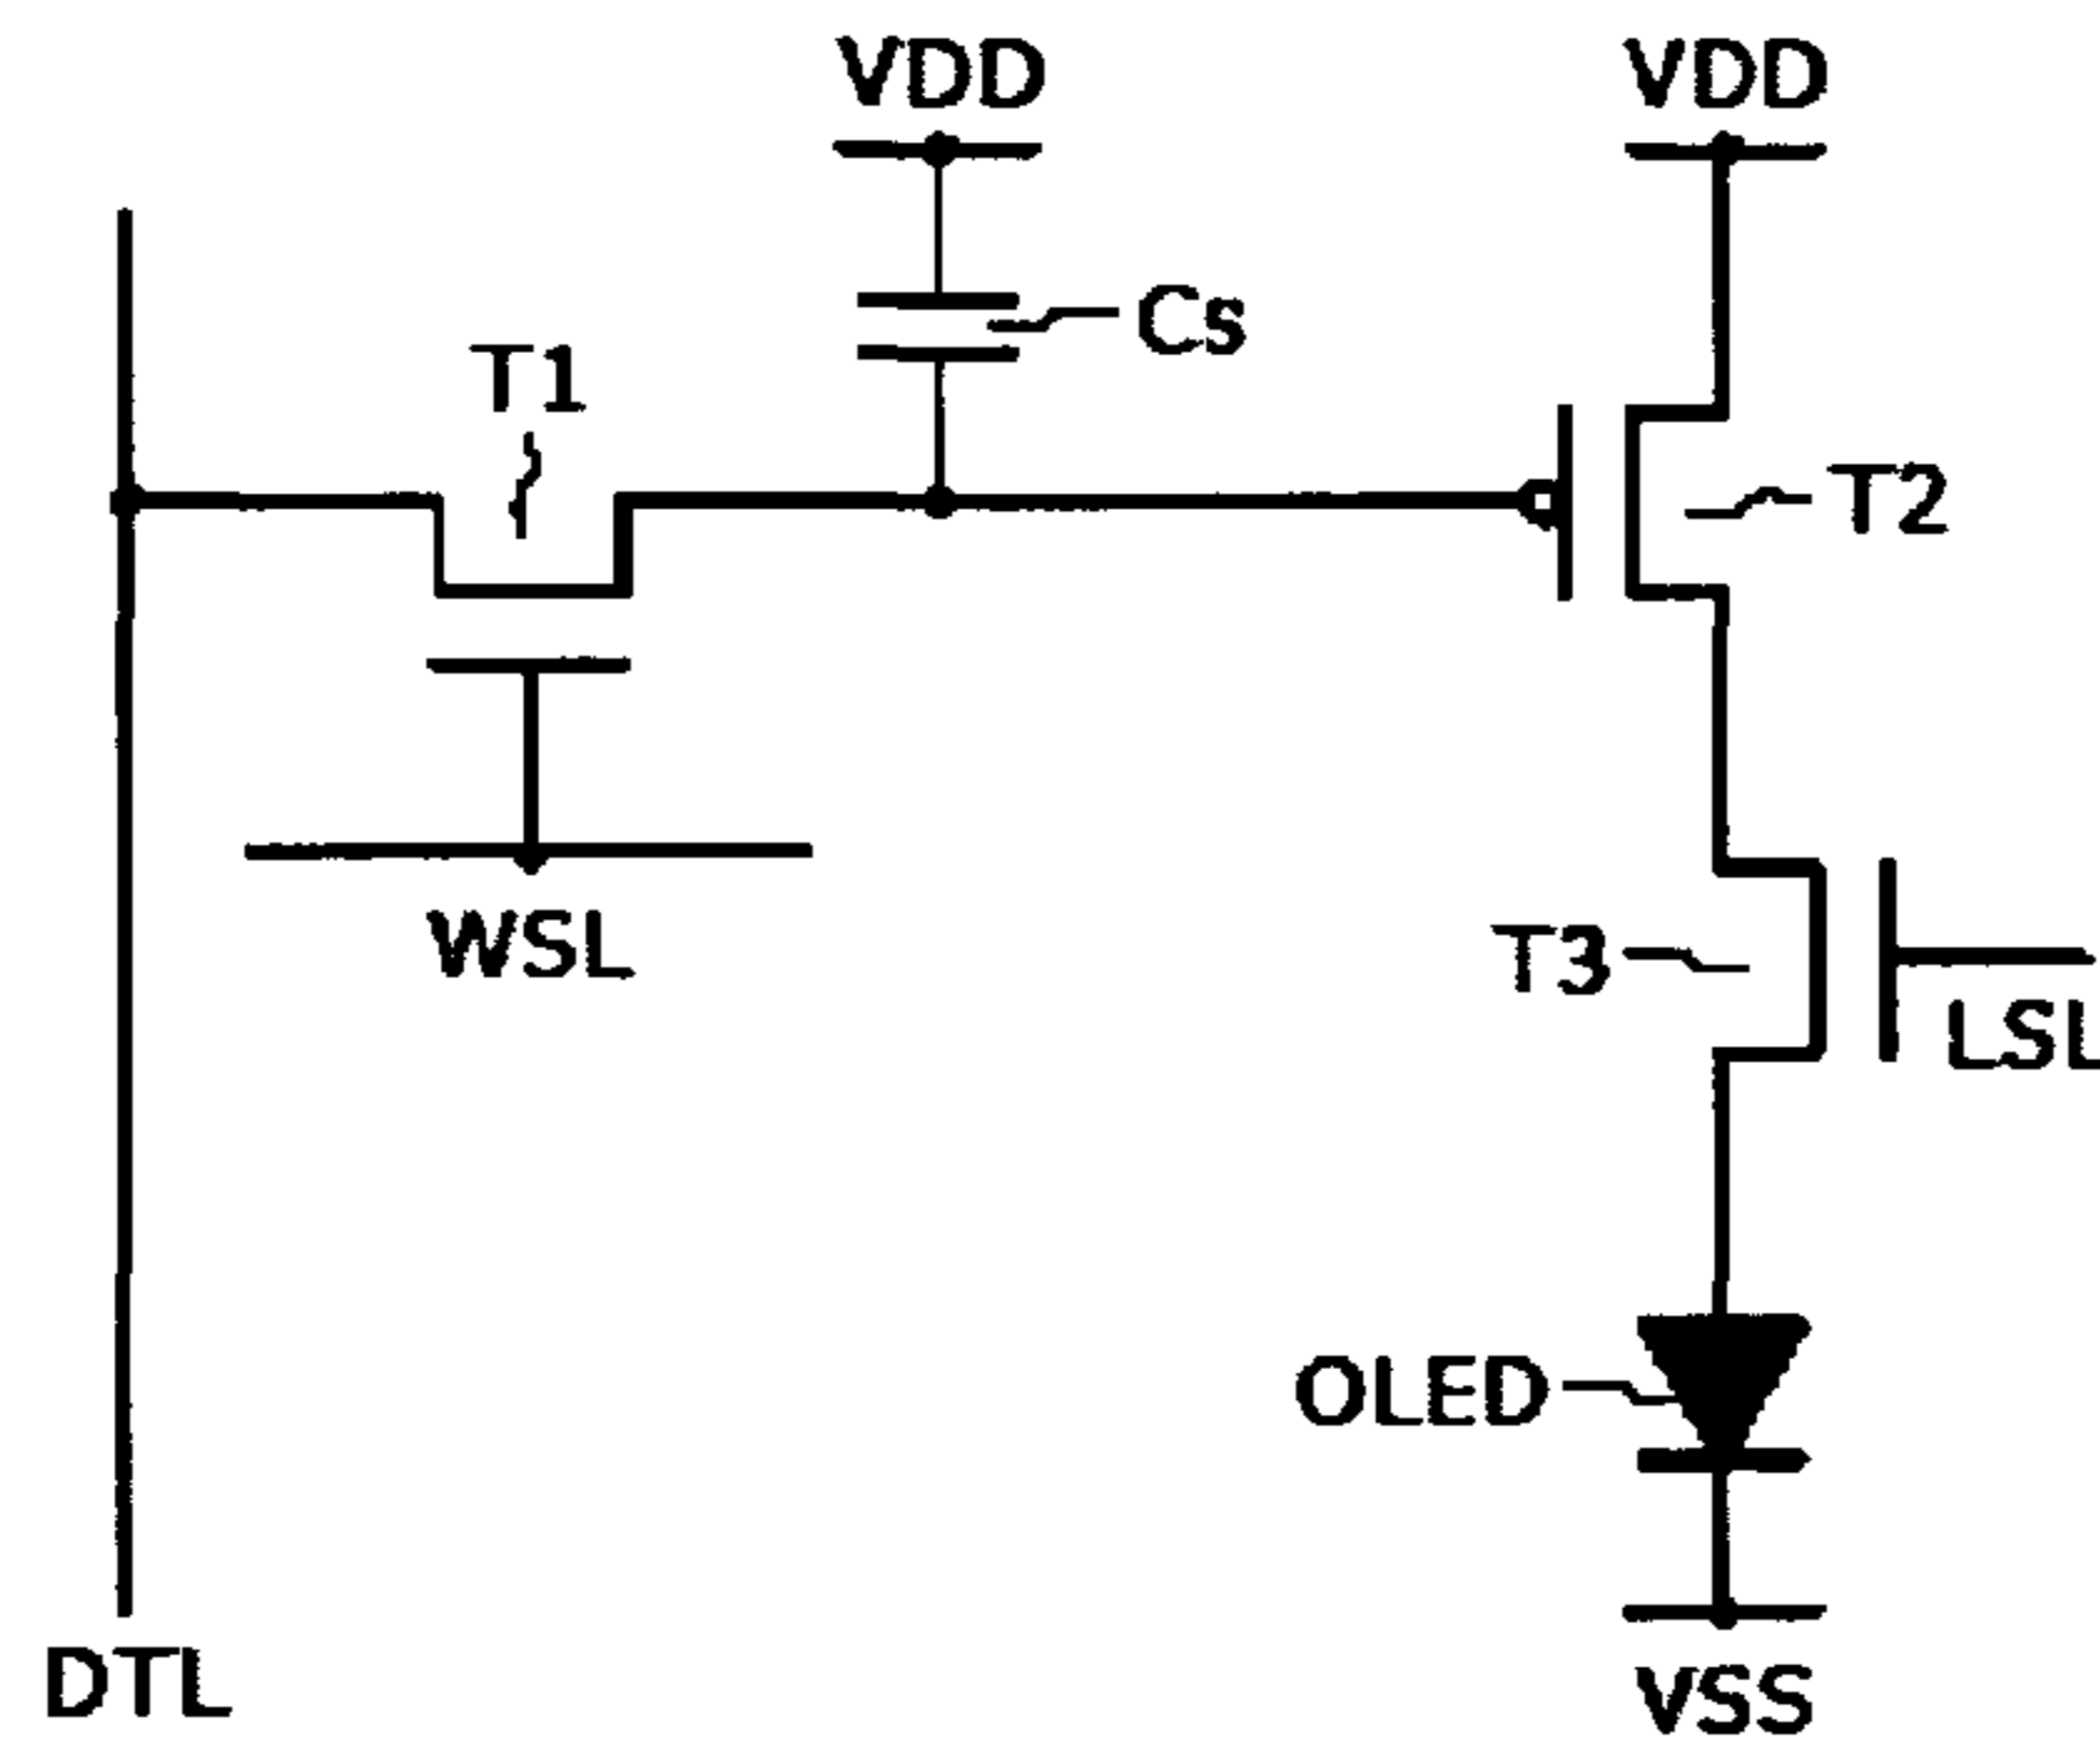 VDD
VDD
Cs
T1
T2
WSL
T3
LSL
OLED
DTL
VSS